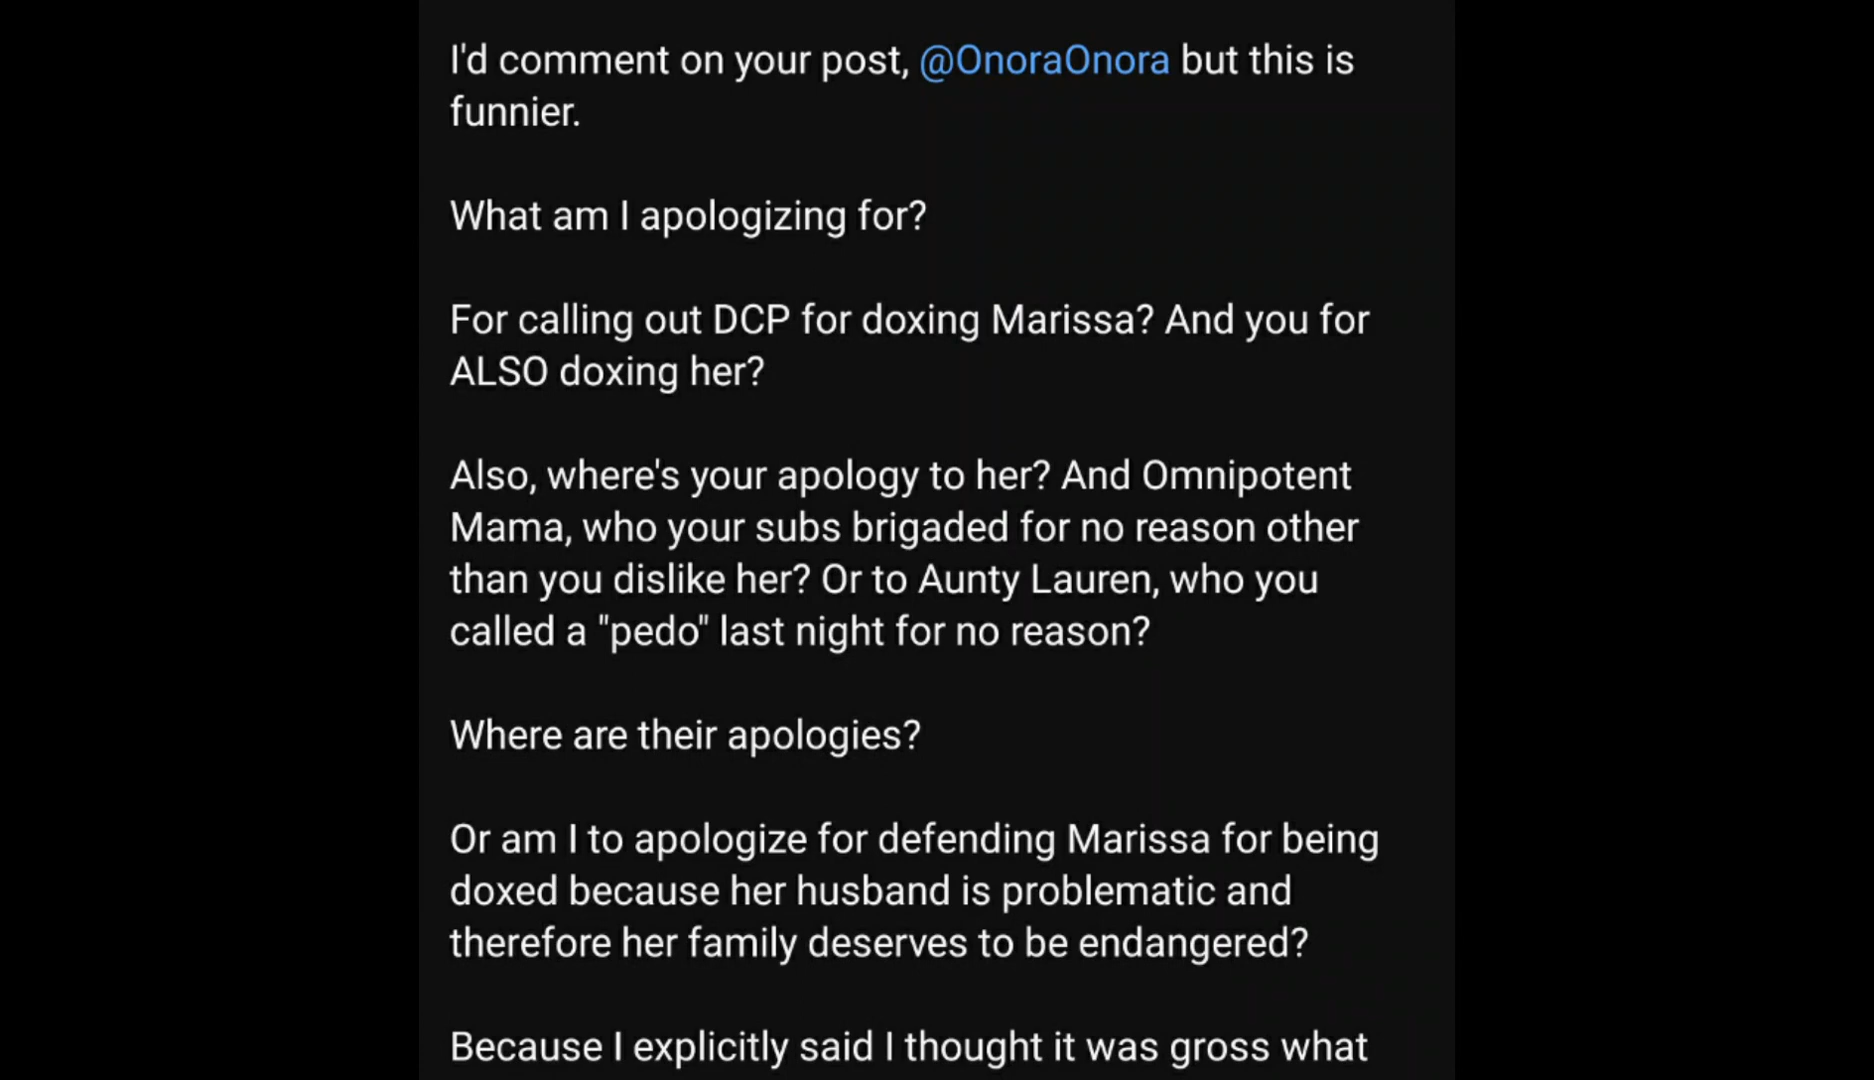 I'd comment on your post, @OnoraOnora but this is
funnier.
What am I apologizing for?
For calling out DCP for doxing Marissa? And you for
ALSO doxing her?
Also, where's your apology to her? And Omnipotent
Mama, who your subs brigaded for no reason other
than you dislike her? Or to Aunty Lauren, who you
called a "pedo" last night for no reason?
Where are their apologies?
Or am I to apologize for defending Marissa for being
doxed because her husband is problematic and
therefore her family deserves to be endangered?
Because I explicitly said I thought it was gross what